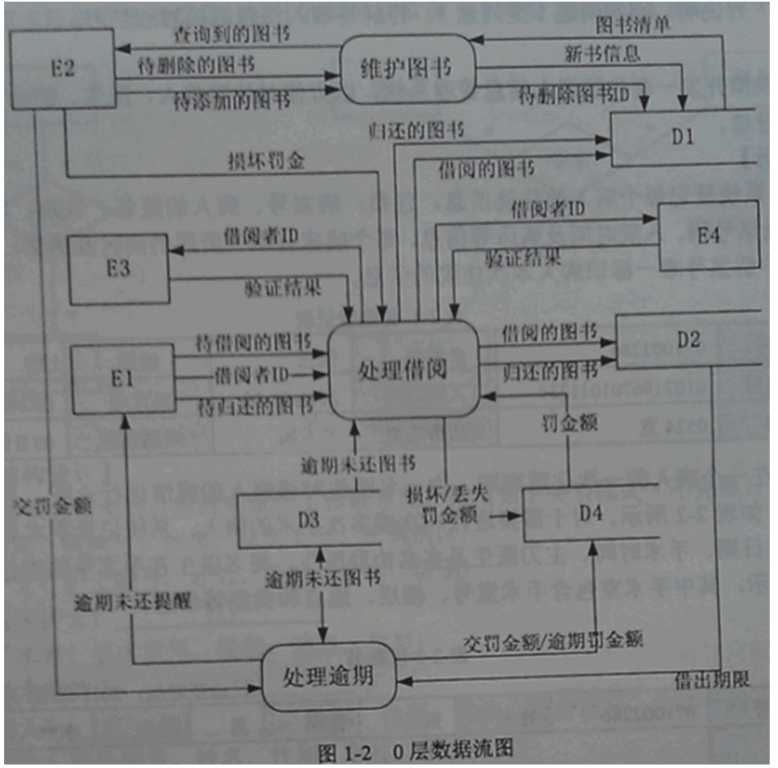 查询到的图书
待删除的图书
待添加的图书
E2
维护图书
图书清单
新书信息
待删除图书ID
D1
归还的图书
借阅的图书
损坏罚金
借阅者ID
E3
验证结果
借阅者ID
E4
验证结果
待借阅的图书
借阅者ID
待归还的图书
E1
处理借阅
借阅的图书
归还的图书
D2
罚金额
逾期未还图书
损坏/丢失
罚金额
D3
D4
交罚金额
逾期未还图书
逾期未还提醒
交罚金额/逾期罚金额
处理逾期
借出期限
图 1-2 0 层数据流图